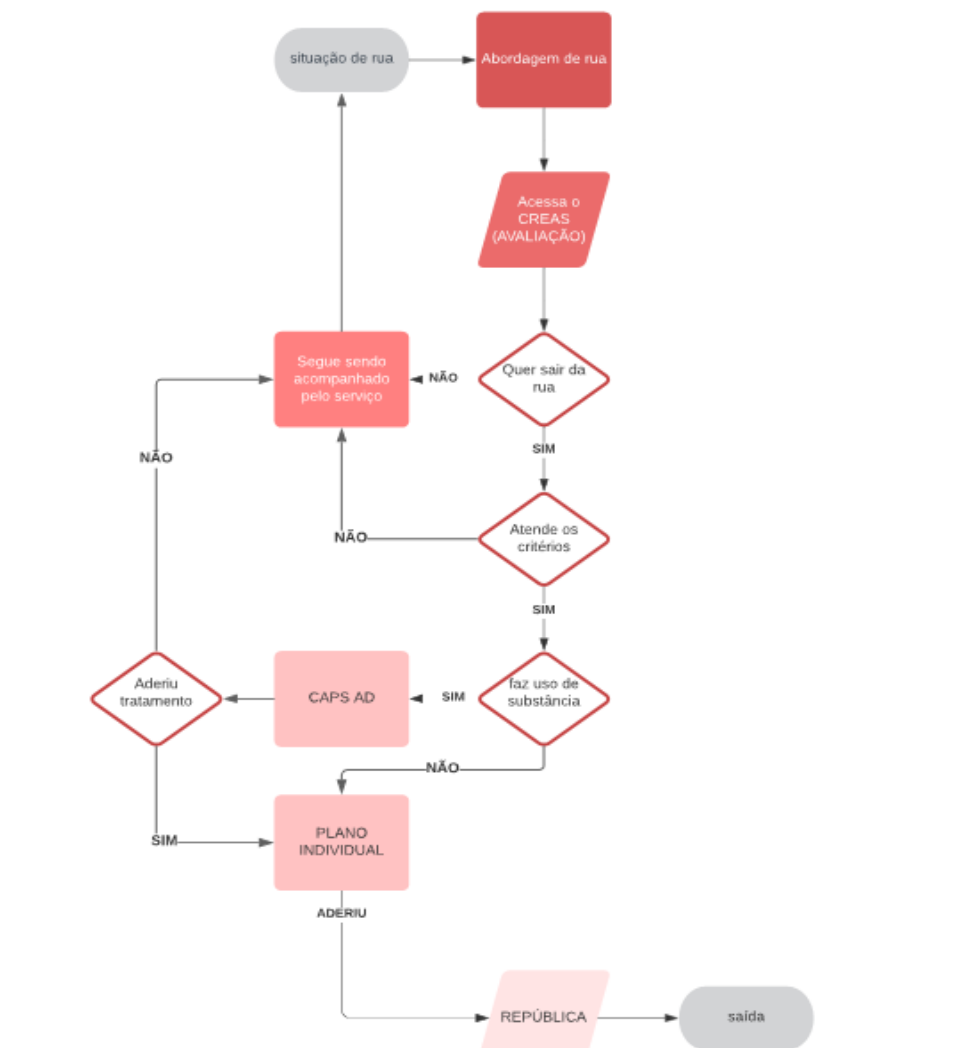 situação de rua
Abordagem de rua
Acessa o
CREAS
(AVALIAÇÃO)
Segue sendo
acompanhado
pelo serviço
NÃO
Quer sair da
rua
SIM
NÃO
NÃO
Atende os
critérios
SIM
Aderiu
tratamento
CAPS AD
SIM
faz uso de
substância
NÃO
SIM
PLANO
INDIVIDUAL
ADERIU
REPÚBLICA
saída